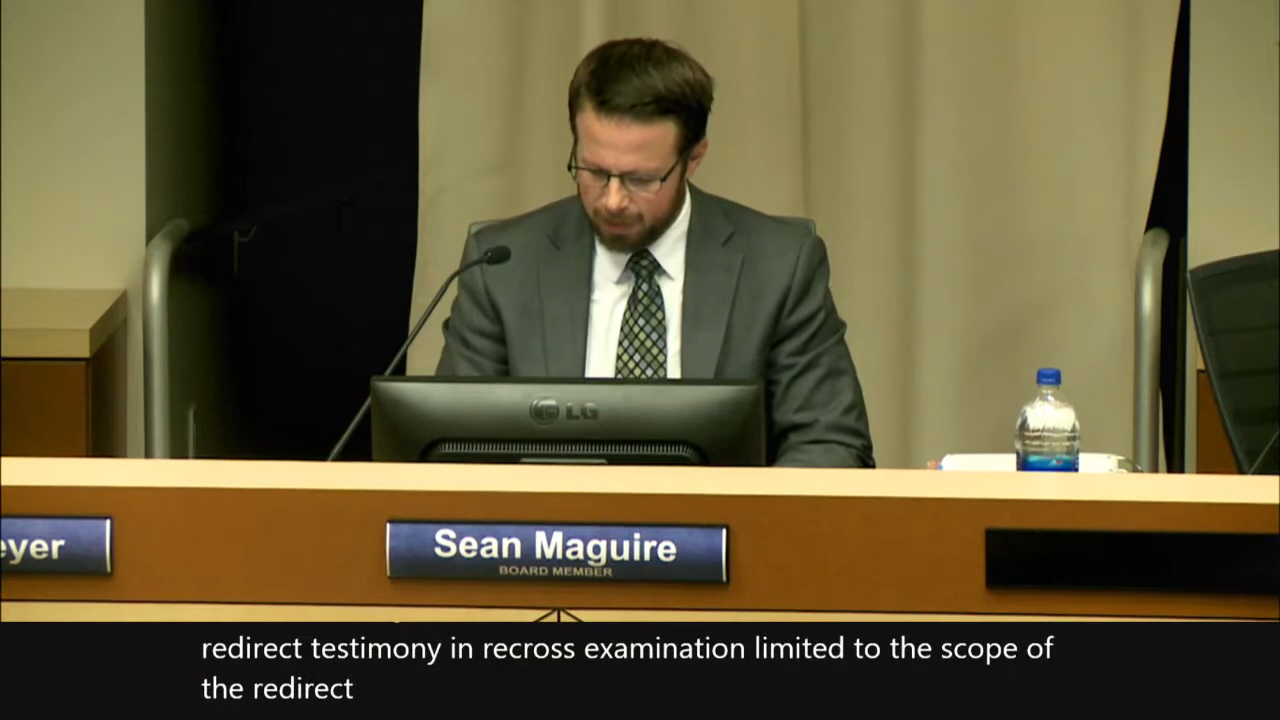 LG
eyer
Sean Maguire
BOARD MEMBER
redirect testimony in recross examination limited to the scope of
the redirect